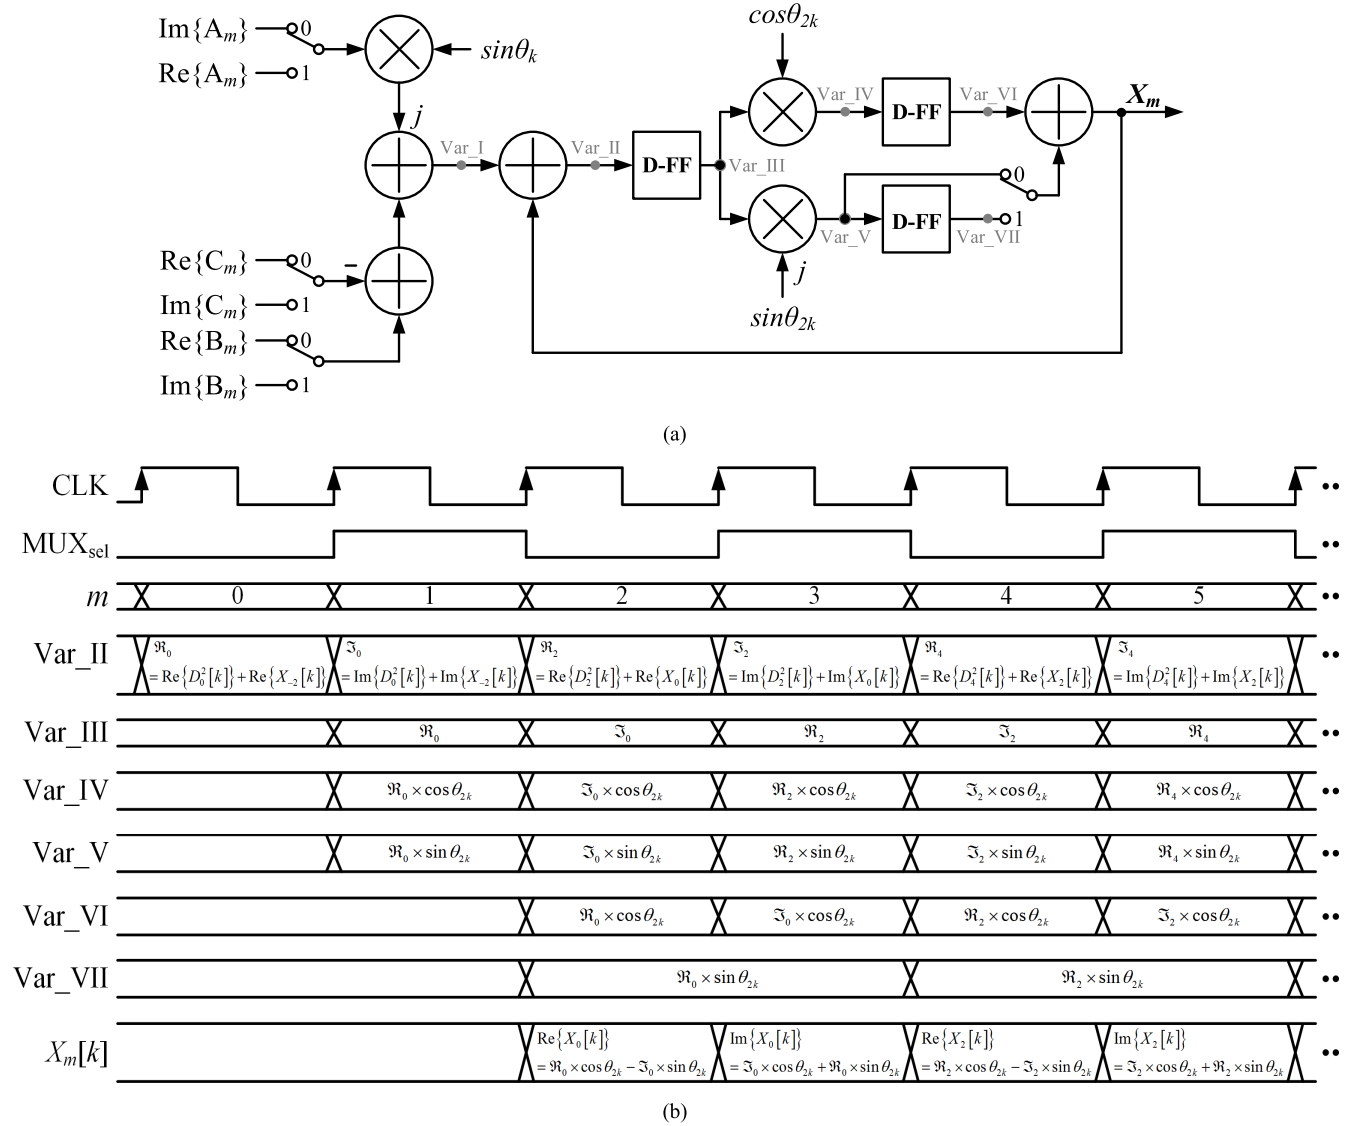 Im{Aₘ} 0
Re{Aₘ} 1
sinθₖ
j
Re{Cₘ} 0
Im{Cₘ} 1
−
Re{Bₘ} 0
Im{Bₘ} 1
Var_I
Var_II
D-FF
Var_III
cosθ₂ₖ
Var_IV
D-FF
Var_VI
Xₘ
Var_V
D-FF
Var_VII
0
1
j
sinθ₂ₖ
(a)
CLK ••
MUXsel ••
m 0 1 2 3 4 5 ••
Var_II ℜ₀ ℑ₀ ℜ₂ ℑ₂ ℜ₄ ℑ₄ ••
=Re{D₀²[k]}+Re{X₋₂[k]} =Im{D₀²[k]}+Im{X₋₂[k]} =Re{D₂²[k]}+Re{X₀[k]} =Im{D₂²[k]}+Im{X₀[k]} =Re{D₄²[k]}+Re{X₂[k]} =Im{D₄²[k]}+Im{X₂[k]}
Var_III ℜ₀ ℑ₀ ℜ₂ ℑ₂ ℜ₄ ••
Var_IV ℜ₀×cosθ₂ₖ ℑ₀×cosθ₂ₖ ℜ₂×cosθ₂ₖ ℑ₂×cosθ₂ₖ ℜ₄×cosθ₂ₖ ••
Var_V ℜ₀×sinθ₂ₖ ℑ₀×sinθ₂ₖ ℜ₂×sinθ₂ₖ ℑ₂×sinθ₂ₖ ℜ₄×sinθ₂ₖ ••
Var_VI ℜ₀×cosθ₂ₖ ℑ₀×cosθ₂ₖ ℜ₂×cosθ₂ₖ ℑ₂×cosθ₂ₖ ••
Var_VII ℜ₀×sinθ₂ₖ ℜ₂×sinθ₂ₖ ••
Xₘ[k] Re{X₀[k]} Im{X₀[k]} Re{X₂[k]} Im{X₂[k]} ••
=ℜ₀×cosθ₂ₖ−ℑ₀×sinθ₂ₖ =ℑ₀×cosθ₂ₖ+ℜ₀×sinθ₂ₖ =ℜ₂×cosθ₂ₖ−ℑ₂×sinθ₂ₖ =ℑ₂×cosθ₂ₖ+ℜ₂×sinθ₂ₖ
(b)